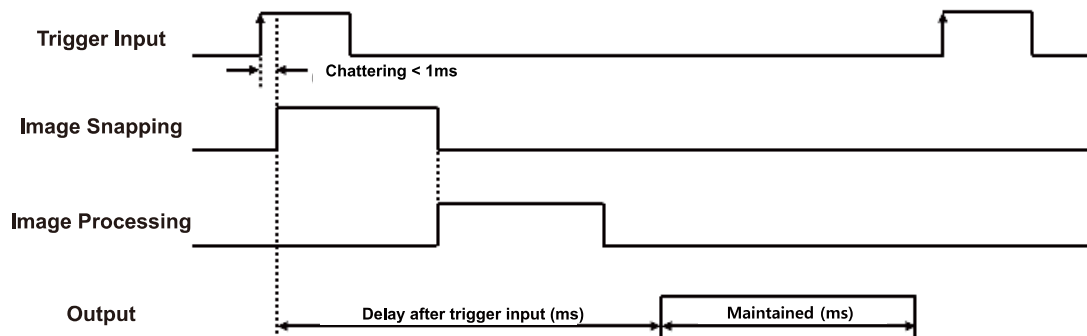 Trigger Input
Chattering < 1ms
Image Snapping
Image Processing
Output
Delay after trigger input (ms)
Maintained (ms)